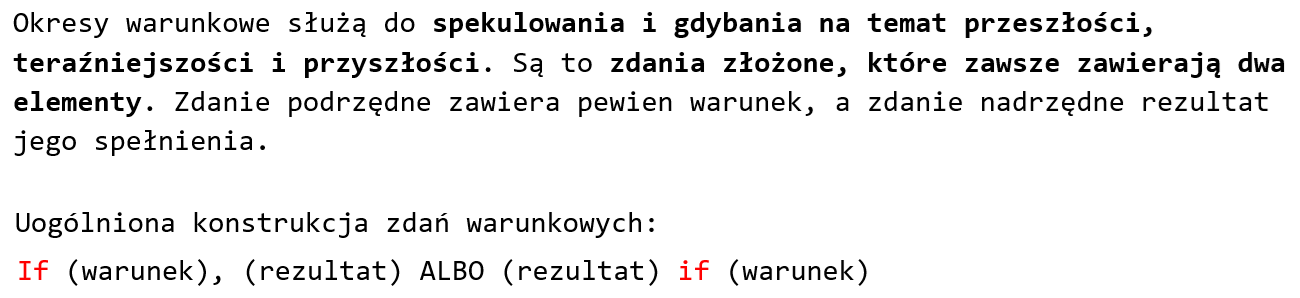 Okresy warunkowe służą do spekulowania i gdybania na temat przeszłości,
teraźniejszości i przyszłości. Są to zdania złożone, które zawsze zawierają dwa
elementy. Zdanie podrzędne zawiera pewien warunek, a zdanie nadrzędne rezultat
jego spełnienia.
Uogólniona konstrukcja zdań warunkowych:
If (warunek), (rezultat) ALBO (rezultat) if (warunek)